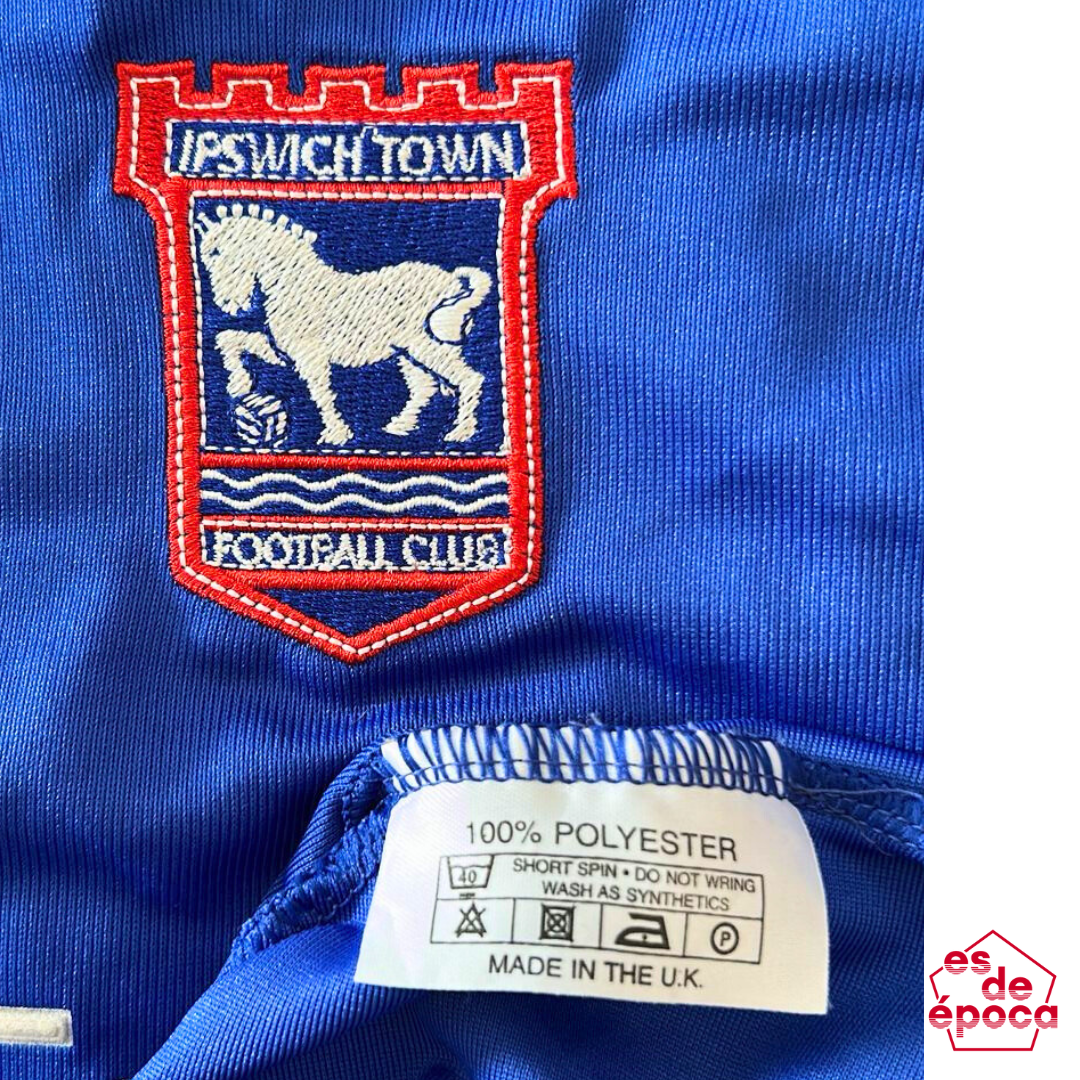 IPSWICH TOWN
FOOTBALL CLUB
100% POLYESTER
40
SHORT SPIN • DO NOT WRING
WASH AS SYNTHETICS
P
MADE IN THE U.K.
es
de
época